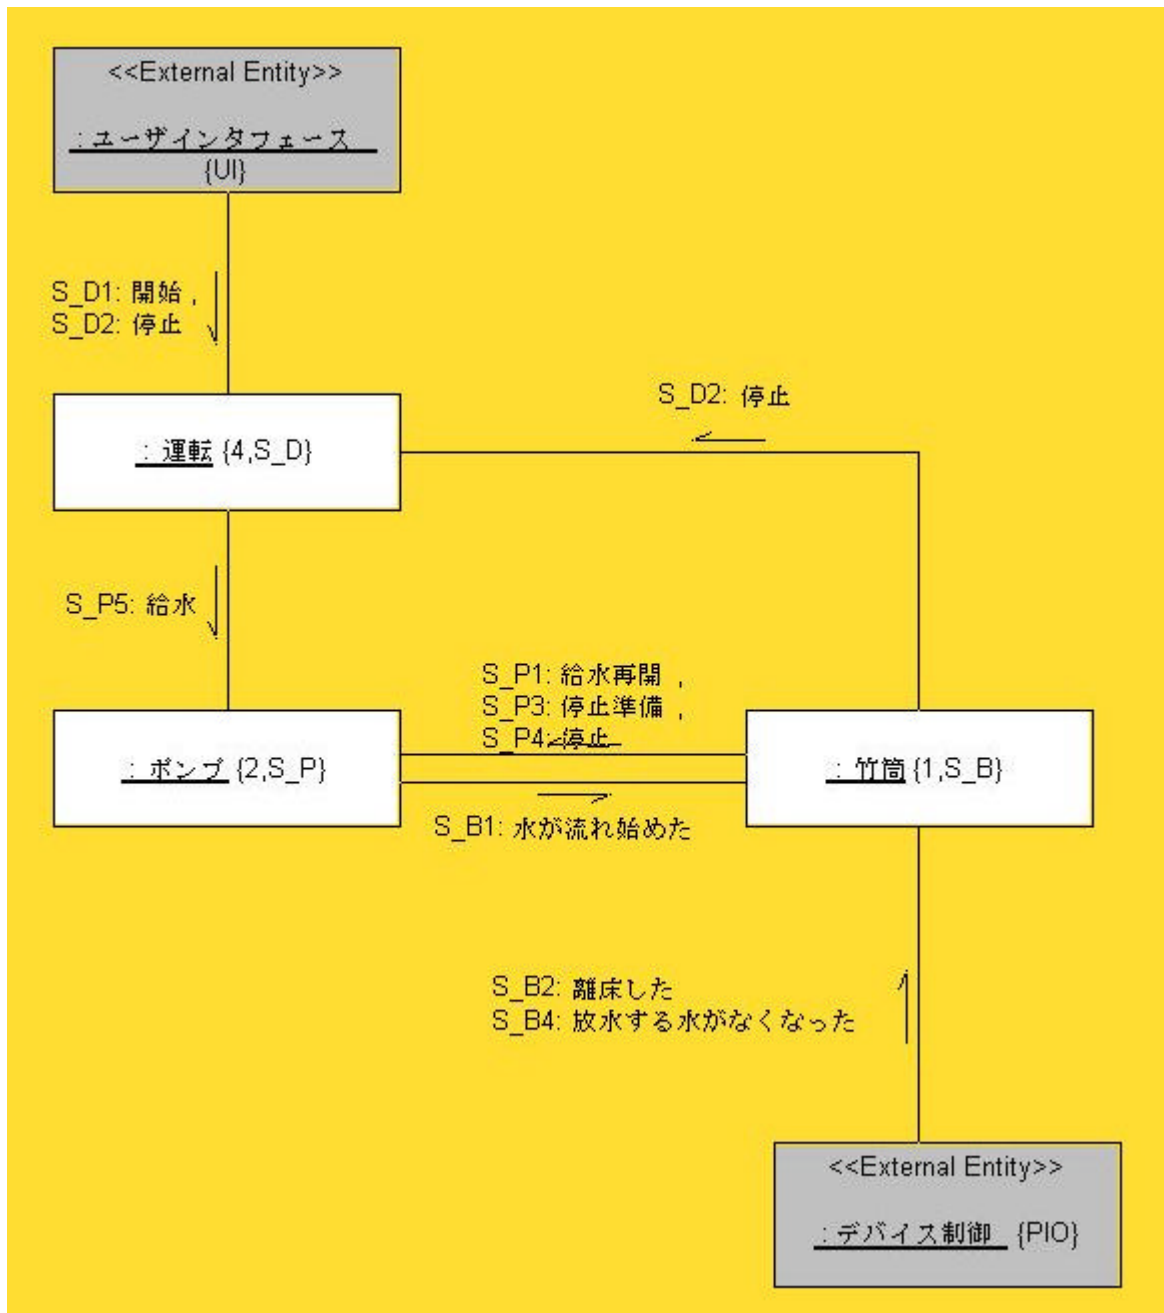 <<External Entity>>
:ユーザインタフェース
{UI}
S_D1: 開始 ,
S_D2: 停止
S_D2: 停止
: 運転 {4,S_D}
S_P5: 給水
S_P1: 給水再開 ,
S_P3: 停止準備 ,
S_P4: 停止
: ポンプ {2,S_P}
: 竹筒 {1,S_B}
S_B1: 水が流れ始めた
S_B2: 離床した
S_B4: 放水する水がなくなった
<<External Entity>>
:デバイス制御 {PIO}